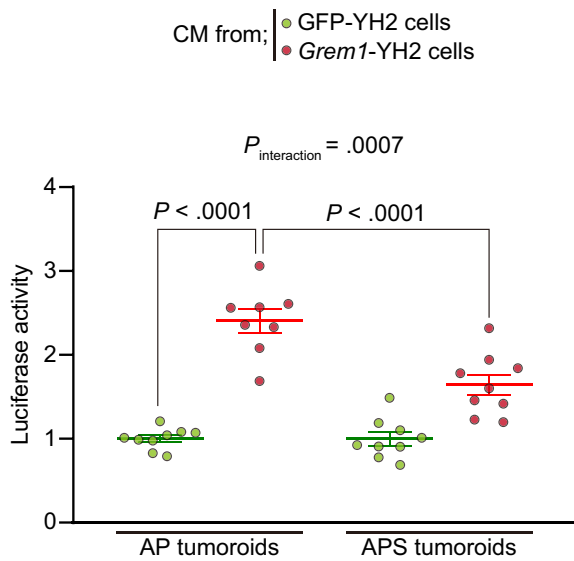 CM from;
GFP-YH2 cells
Grem1-YH2 cells
Pinteraction = .0007
P < .0001
P < .0001
Luciferase activity
4
3
2
1
0
AP tumoroids
APS tumoroids